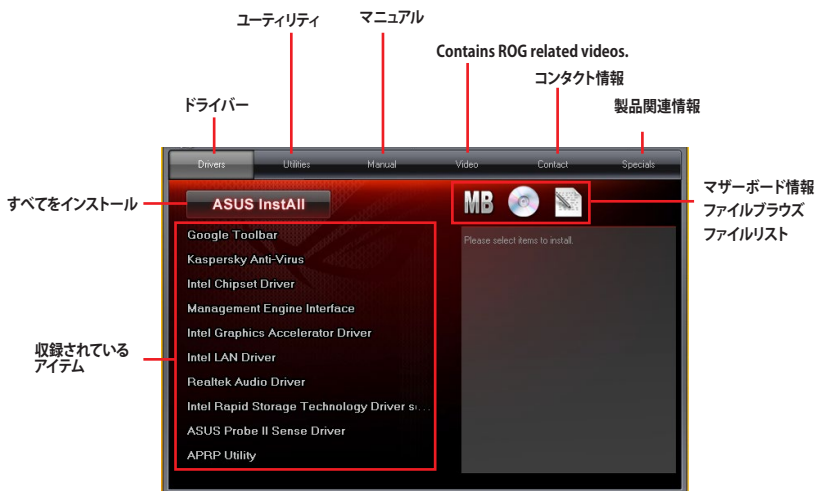 ユーティリティ
マニュアル
Contains ROG related videos.
コンタクト情報
ドライバー
製品関連情報
Drivers
Utilities
Manual
Video
Contact
Specials
すべてをインストール
ASUS InstAll
MB
マザーボード情報
ファイルブラウズ
ファイルリスト
Google Toolbar
Please select items to install.
Kaspersky Anti-Virus
Intel Chipset Driver
Management Engine Interface
Intel Graphics Accelerator Driver
収録されている
アイテム
Intel LAN Driver
Realtek Audio Driver
Intel Rapid Storage Technology Driver s...
ASUS Probe II Sense Driver
APRP Utility